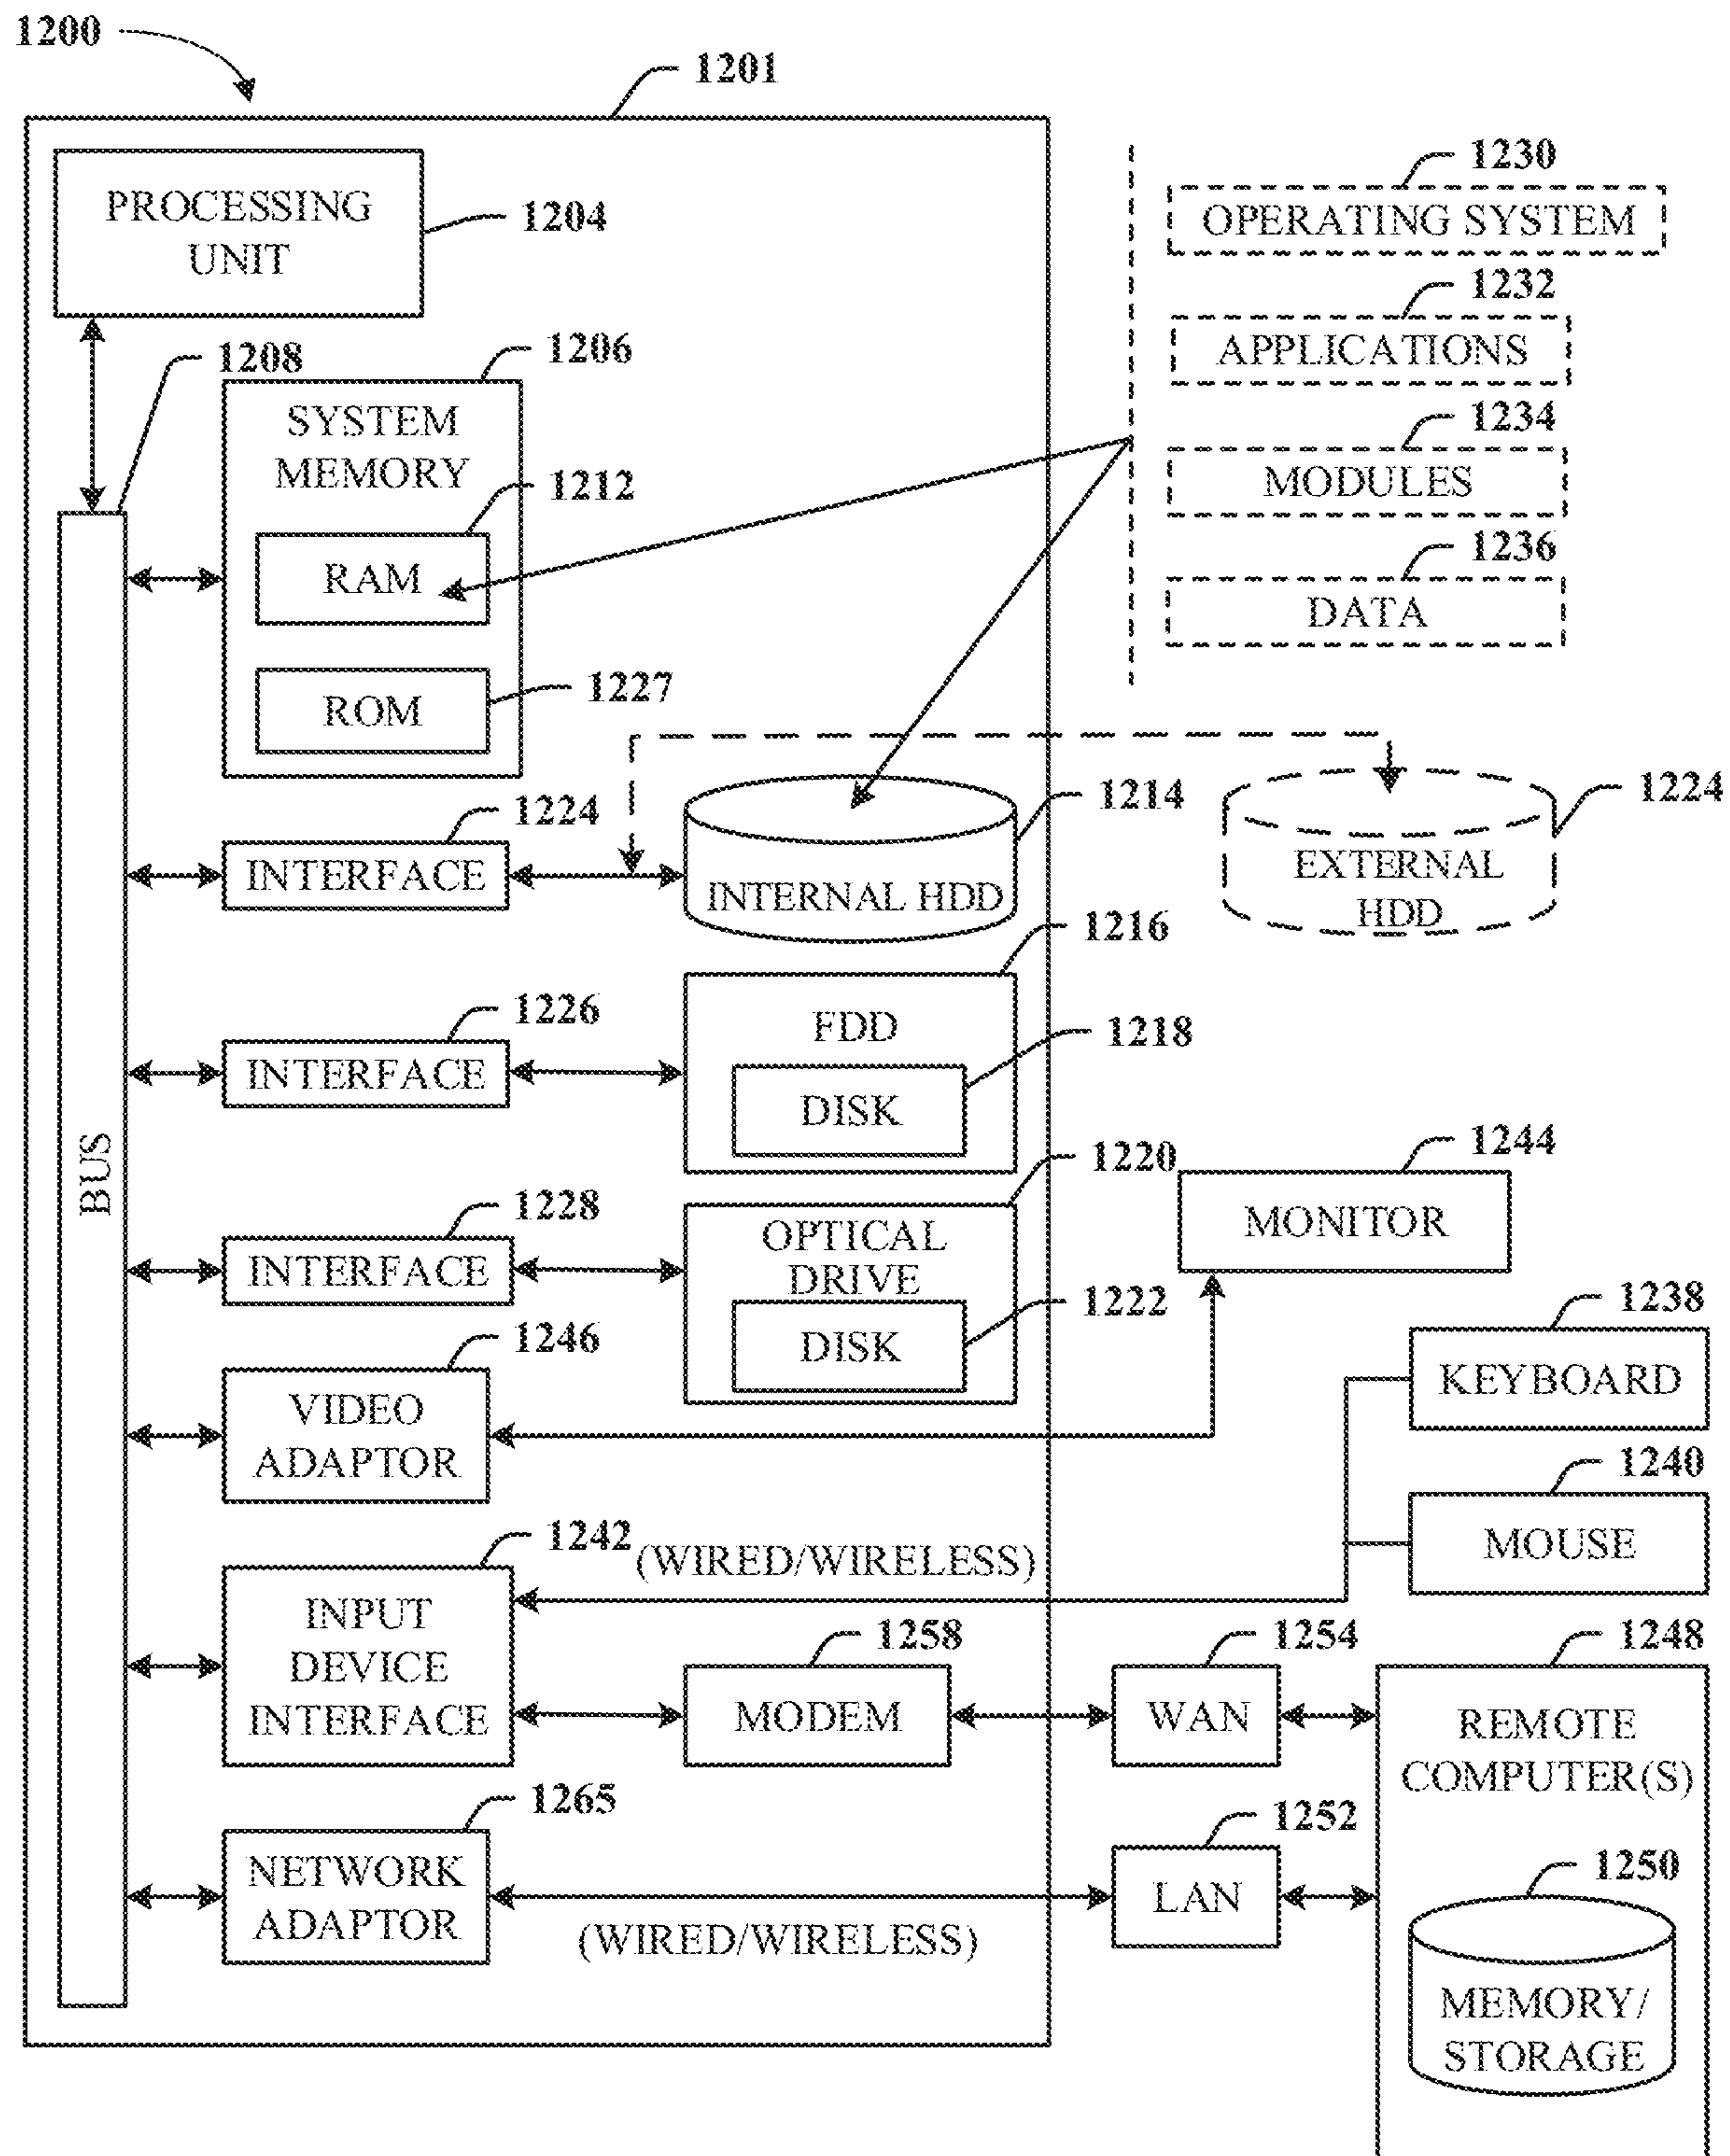 1200
1201
PROCESSING
UNIT
1204
1230
OPERATING SYSTEM
1232
APPLICATIONS
1234
MODULES
1236
DATA
1208
1206
SYSTEM
MEMORY
1212
RAM
1227
ROM
BUS
1224
INTERFACE
1214
INTERNAL HDD
1224
EXTERNAL
HDD
1226
INTERFACE
1216
FDD
1218
DISK
1228
INTERFACE
1220
OPTICAL
DRIVE
1222
DISK
1244
MONITOR
1246
VIDEO
ADAPTOR
1238
KEYBOARD
1240
MOUSE
1242
(WIRED/WIRELESS)
INPUT
DEVICE
INTERFACE
1258
MODEM
1254
WAN
1248
REMOTE
COMPUTER(S)
1265
NETWORK
ADAPTOR
(WIRED/WIRELESS)
1252
LAN
1250
MEMORY/
STORAGE